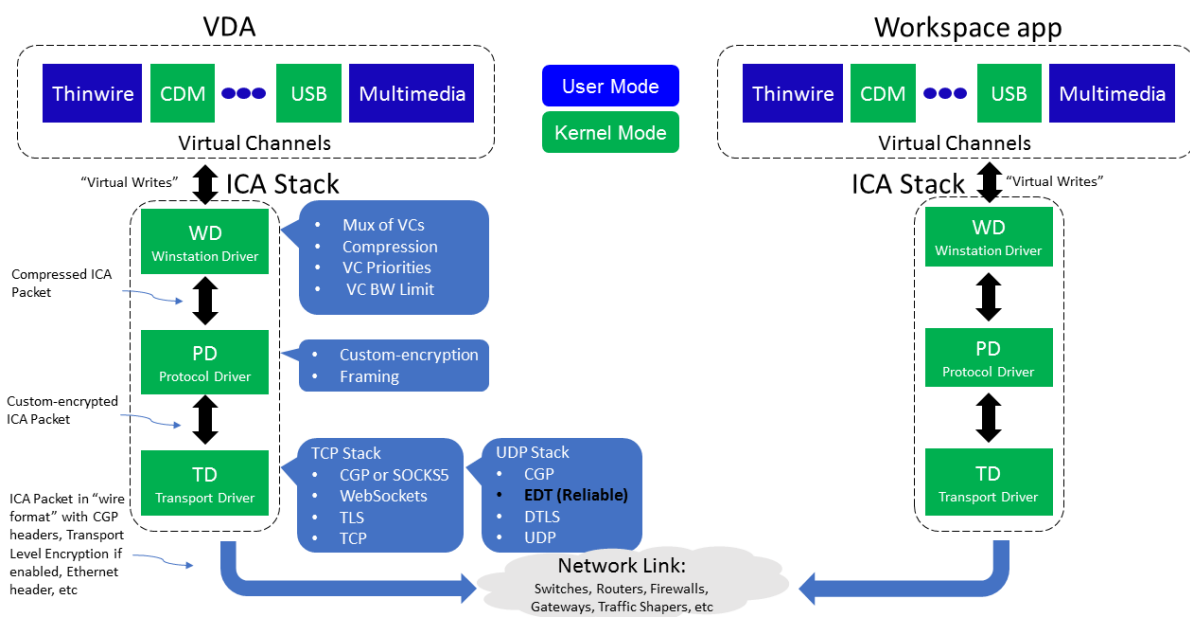 VDA
Thinwire
CDM
USB
Multimedia
Virtual Channels
User Mode
Kernel Mode
Workspace app
Thinwire
CDM
USB
Multimedia
Virtual Channels
“Virtual Writes”
ICA Stack
WD
Winstation Driver
• Mux of VCs
• Compression
• VC Priorities
• VC BW Limit
Compressed ICA
Packet
PD
Protocol Driver
• Custom-encryption
• Framing
Custom-encrypted
ICA Packet
TD
Transport Driver
TCP Stack
• CGP or SOCKS5
• WebSockets
• TLS
• TCP
UDP Stack
• CGP
• EDT (Reliable)
• DTLS
• UDP
ICA Packet in “wire
format” with CGP
headers, Transport
Level Encryption if
enabled, Ethernet
header, etc
Network Link:
Switches, Routers, Firewalls,
Gateways, Traffic Shapers, etc
ICA Stack
“Virtual Writes”
WD
Winstation Driver
PD
Protocol Driver
TD
Transport Driver